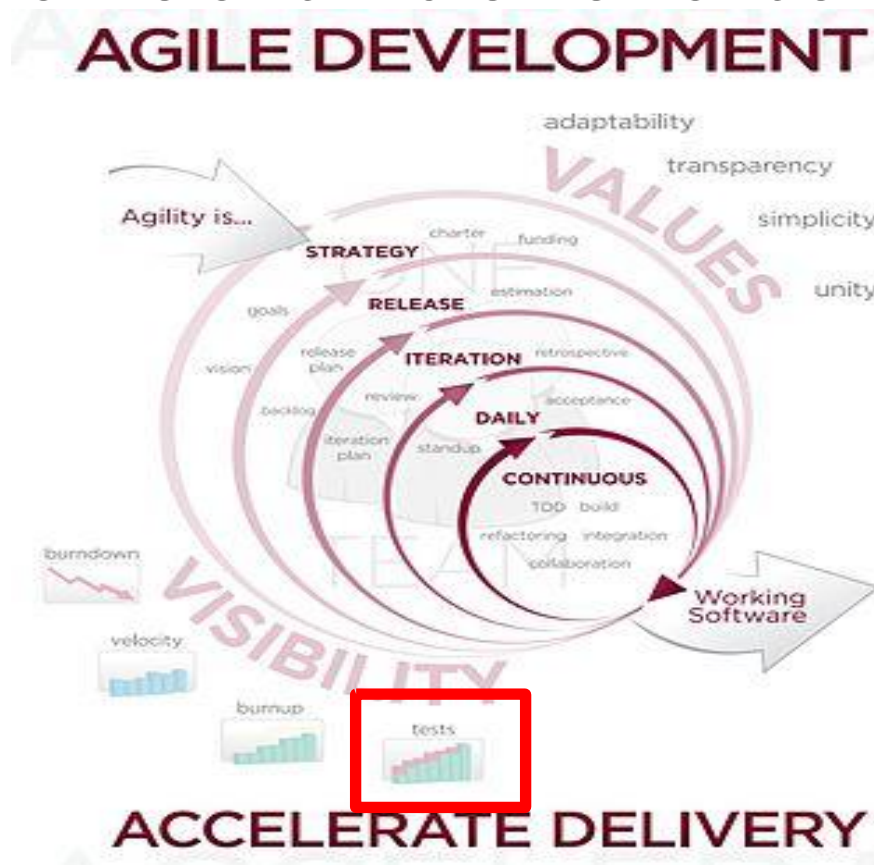 AGILE DEVELOPMENT
adaptability
transparency
simplicity
unity
VALUES
Agility is...
STRATEGY
charter
funding
goals
vision
RELEASE
estimation
release
plan
backlog
ITERATION
retrospective
review
iteration
plan
DAILY
acceptance
standup
CONTINUOUS
TDD build
refactoring integration
collaboration
ONE
TEAM
Working
Software
VISIBILITY
burndown
velocity
burnup
tests
ACCELERATE DELIVERY